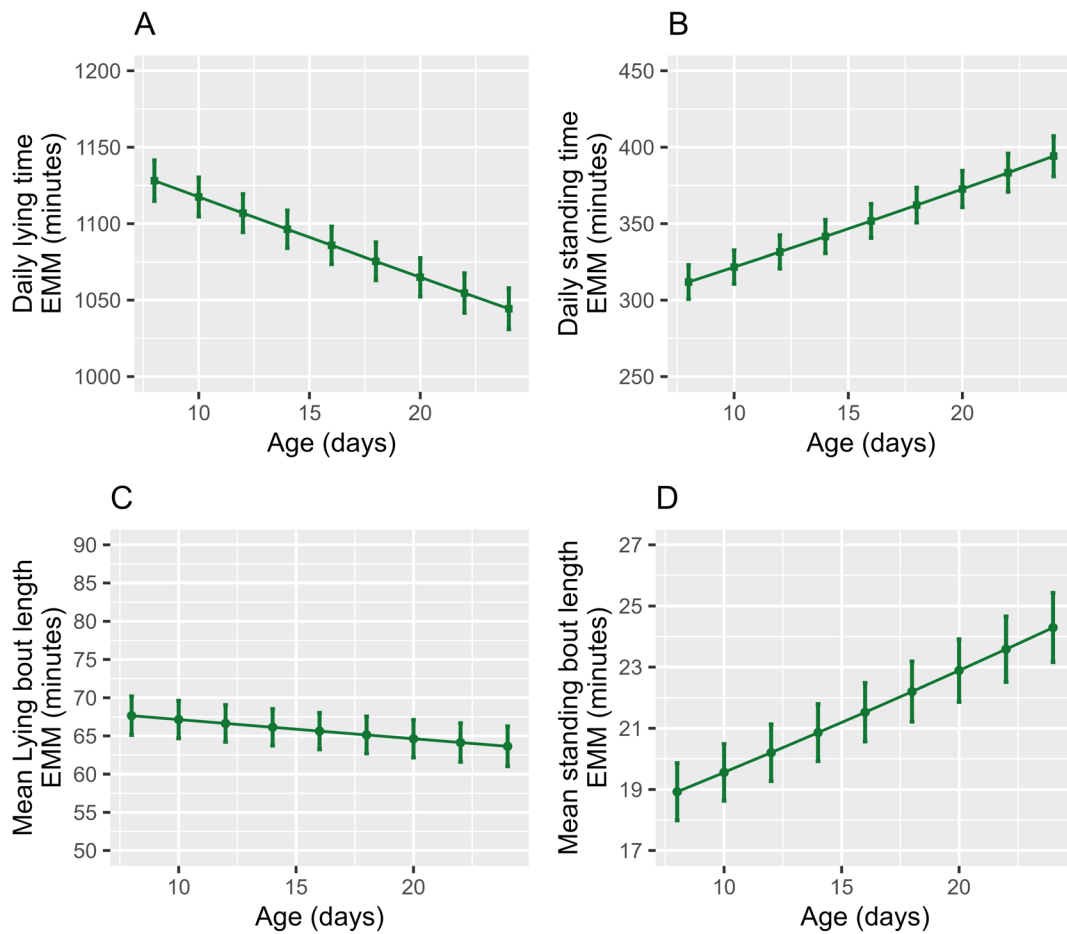 A
Daily lying time
EMM (minutes)
1200
1150
1100
1050
1000
10 15 20
Age (days)
B
Daily standing time
EMM (minutes)
450
400
350
300
250
10 15 20
Age (days)
C
Mean Lying bout length
EMM (minutes)
90
85
80
75
70
65
60
55
50
10 15 20
Age (days)
D
Mean standing bout length
EMM (minutes)
27
25
23
21
19
17
10 15 20
Age (days)